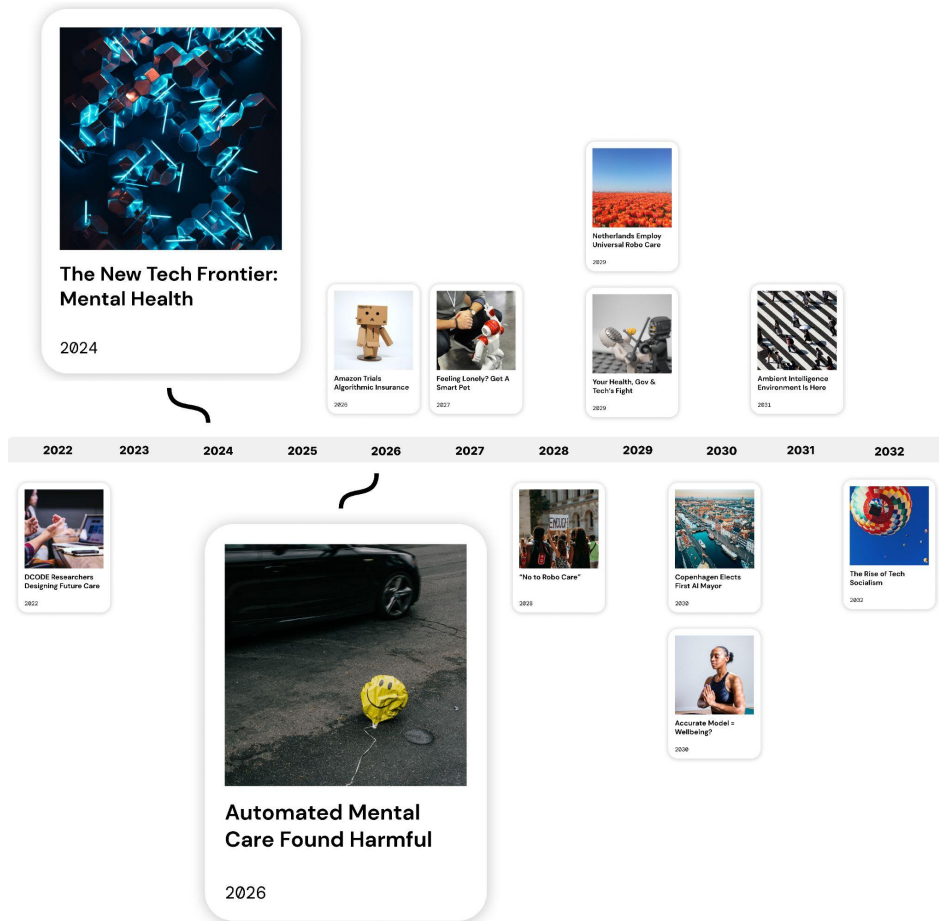 The New Tech Frontier:
Mental Health
2024
Netherlands Employ
Universal Robo Care
2029
Amazon Trials
Algorithmic Insurance
2026
Feeling Lonely? Get A
Smart Pet
2027
Your Health, Gov &
Tech's Fight
2029
Ambient Intelligence
Environment Is Here
2031
2022 2023 2024 2025 2026 2027 2028 2029 2030 2031 2032
DCODE Researchers
Designing Future Care
2022
ENOUGH
"No to Robo Care"
2028
Copenhagen Elects
First AI Mayor
2030
The Rise of Tech
Socialism
2032
Accurate Model =
Wellbeing?
2030
Automated Mental
Care Found Harmful
2026